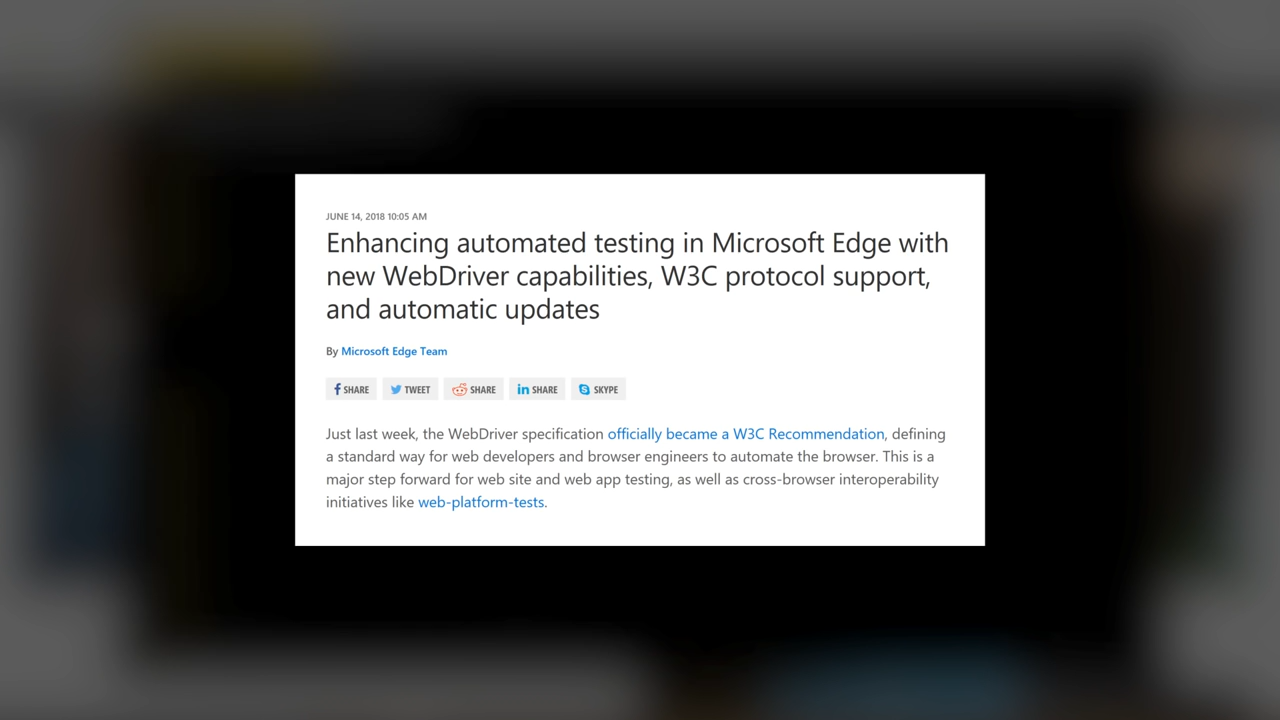 JUNE 14, 2018 10:05 AM
Enhancing automated testing in Microsoft Edge with
new WebDriver capabilities, W3C protocol support,
and automatic updates
By Microsoft Edge Team
SHARE TWEET SHARE SHARE SKYPE
Just last week, the WebDriver specification officially became a W3C Recommendation, defining
a standard way for web developers and browser engineers to automate the browser. This is a
major step forward for web site and web app testing, as well as cross-browser interoperability
initiatives like web-platform-tests.